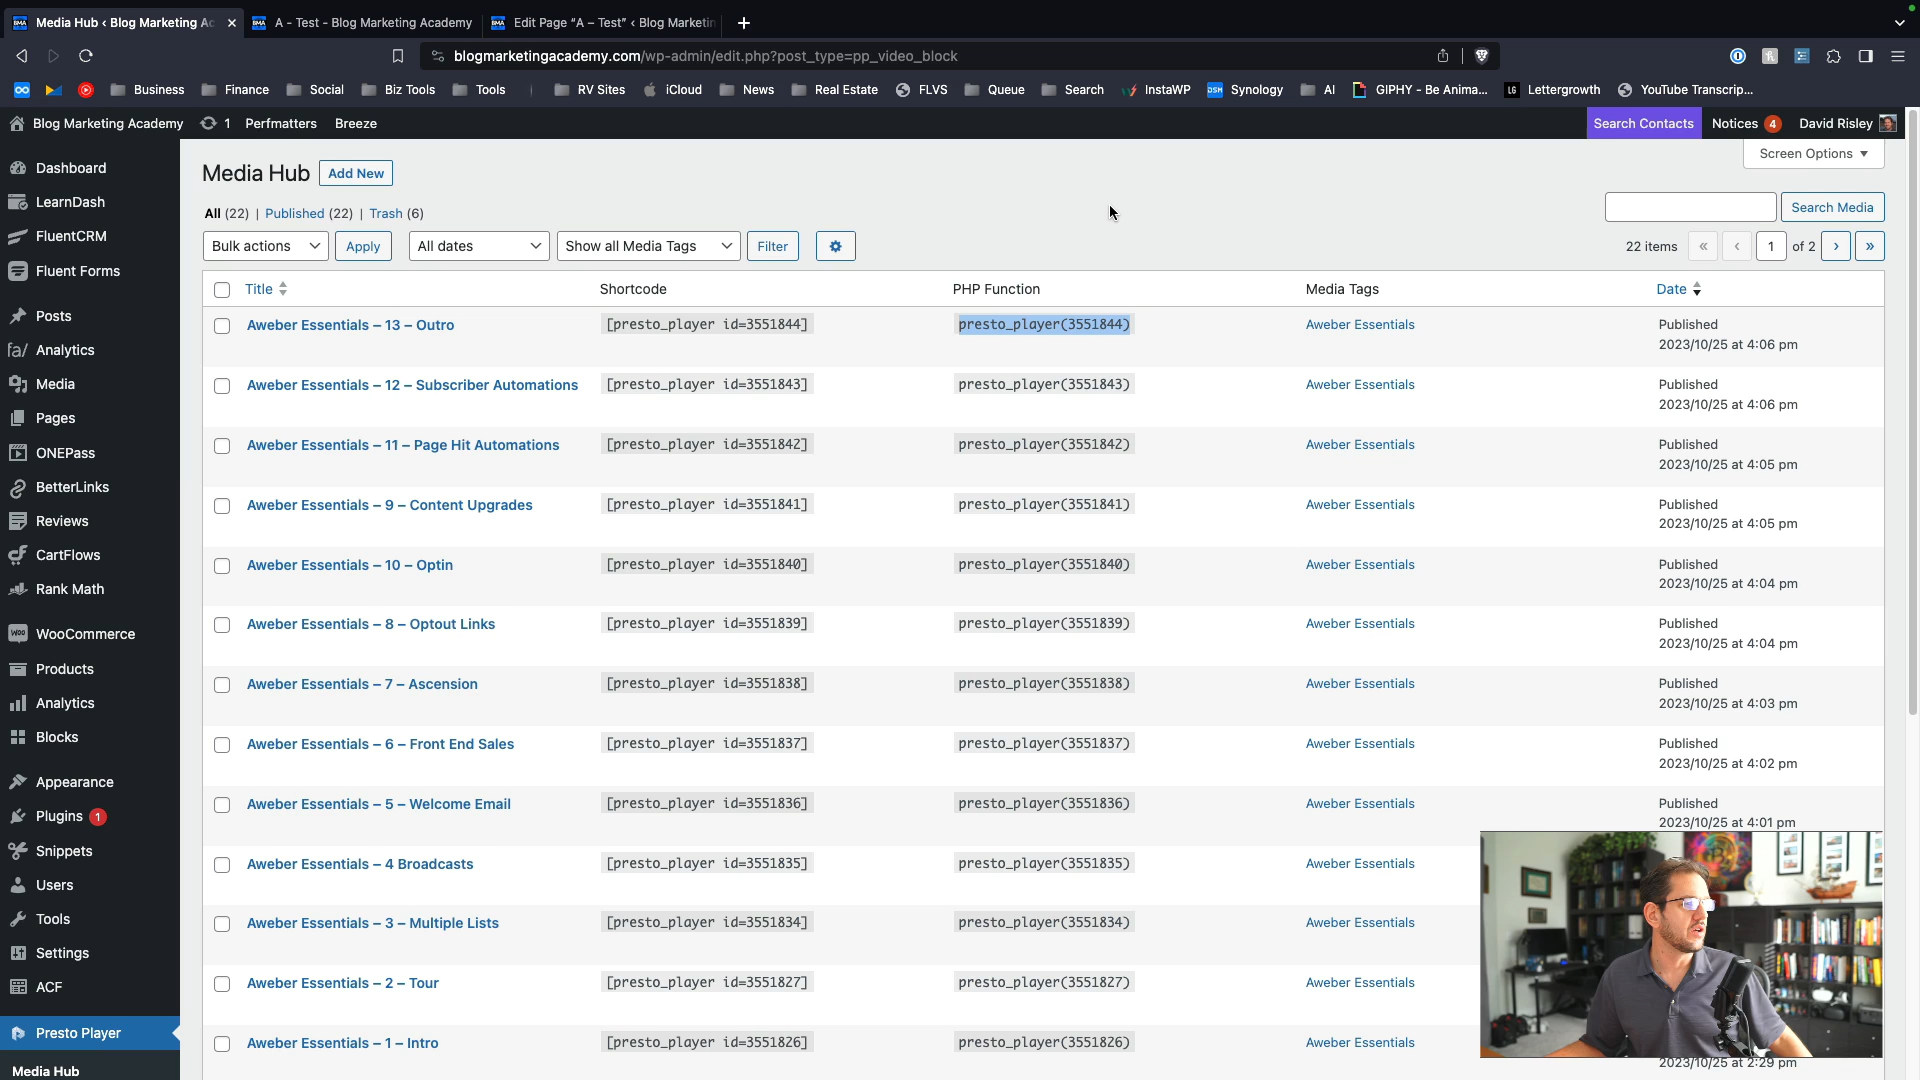 Media Hub ‹ Blog Marketing Ac
A - Test - Blog Marketing Academy
Edit Page “A – Test” ‹ Blog Marketin
blogmarketingacademy.com/wp-admin/edit.php?post_type=pp_video_block
Business
Finance
Social
Biz Tools
Tools
RV Sites
iCloud
News
Real Estate
FLVS
Queue
Search
InstaWP
Synology
AI
GIPHY - Be Anima...
Lettergrowth
YouTube Transcrip...
Blog Marketing Academy
1
Perfmatters
Breeze
Search Contacts
Notices 4
David Risley
Dashboard
LearnDash
FluentCRM
Fluent Forms
Posts
Analytics
Media
Pages
ONEPass
BetterLinks
Reviews
CartFlows
Rank Math
WooCommerce
Products
Analytics
Blocks
Appearance
Plugins 1
Snippets
Users
Tools
Settings
ACF
Presto Player
Media Hub
Media Hub
Add New
Screen Options
All (22) | Published (22) | Trash (6)
Search Media
Bulk actions
Apply
All dates
Show all Media Tags
Filter
22 items « ‹ 1 of 2 › »
Title
Shortcode
PHP Function
Media Tags
Date
Aweber Essentials – 13 – Outro
[presto_player id=3551844]
presto_player(3551844)
Aweber Essentials
Published
2023/10/25 at 4:06 pm
Aweber Essentials – 12 – Subscriber Automations
[presto_player id=3551843]
presto_player(3551843)
Aweber Essentials
Published
2023/10/25 at 4:06 pm
Aweber Essentials – 11 – Page Hit Automations
[presto_player id=3551842]
presto_player(3551842)
Aweber Essentials
Published
2023/10/25 at 4:05 pm
Aweber Essentials – 9 – Content Upgrades
[presto_player id=3551841]
presto_player(3551841)
Aweber Essentials
Published
2023/10/25 at 4:05 pm
Aweber Essentials – 10 – Optin
[presto_player id=3551840]
presto_player(3551840)
Aweber Essentials
Published
2023/10/25 at 4:04 pm
Aweber Essentials – 8 – Optout Links
[presto_player id=3551839]
presto_player(3551839)
Aweber Essentials
Published
2023/10/25 at 4:04 pm
Aweber Essentials – 7 – Ascension
[presto_player id=3551838]
presto_player(3551838)
Aweber Essentials
Published
2023/10/25 at 4:03 pm
Aweber Essentials – 6 – Front End Sales
[presto_player id=3551837]
presto_player(3551837)
Aweber Essentials
Published
2023/10/25 at 4:02 pm
Aweber Essentials – 5 – Welcome Email
[presto_player id=3551836]
presto_player(3551836)
Aweber Essentials
Published
2023/10/25 at 4:01 pm
Aweber Essentials – 4 Broadcasts
[presto_player id=3551835]
presto_player(3551835)
Aweber Essentials
Aweber Essentials – 3 – Multiple Lists
[presto_player id=3551834]
presto_player(3551834)
Aweber Essentials
Aweber Essentials – 2 – Tour
[presto_player id=3551827]
presto_player(3551827)
Aweber Essentials
Aweber Essentials – 1 – Intro
[presto_player id=3551826]
presto_player(3551826)
Aweber Essentials
2023/10/25 at 2:29 pm